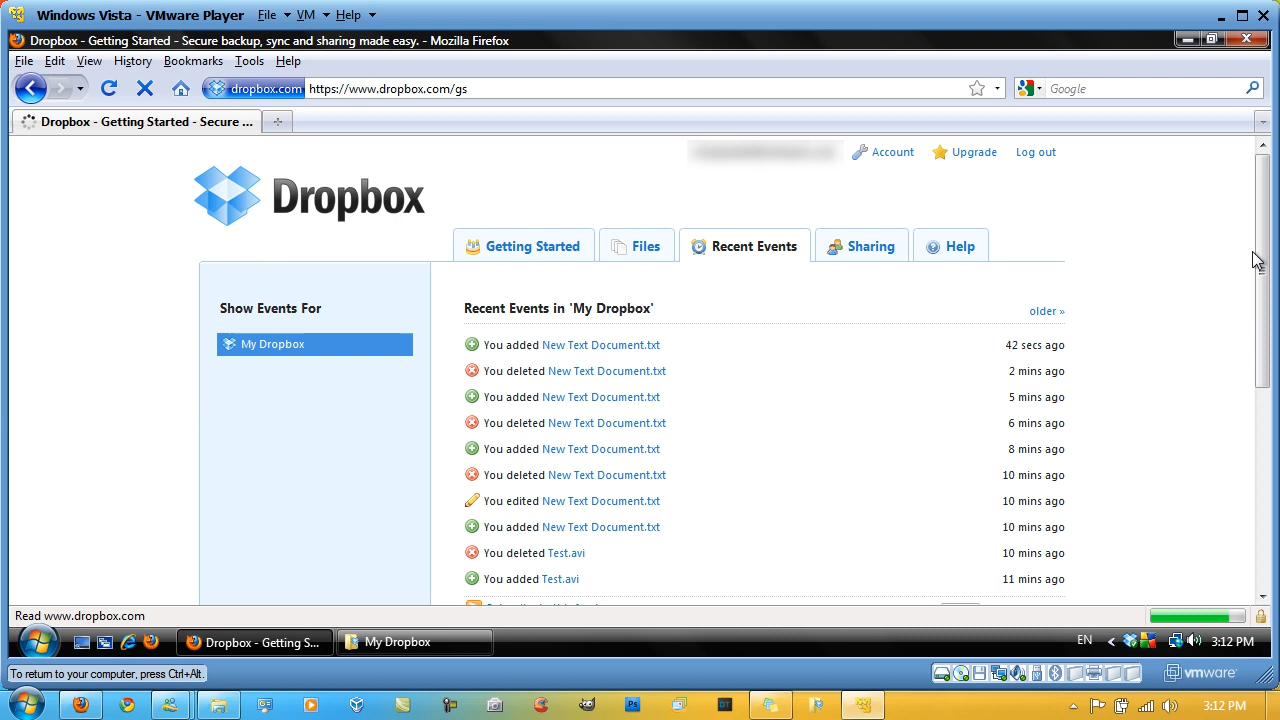 Windows Vista - VMware Player File VM Help
Dropbox - Getting Started - Secure backup, sync and sharing made easy. - Mozilla Firefox
File Edit View History Bookmarks Tools Help
dropbox.com https://www.dropbox.com/gs Google
Dropbox - Getting Started - Secure ...
Account Upgrade Log out
Dropbox
Getting Started Files Recent Events Sharing Help
Show Events For
My Dropbox
Recent Events in 'My Dropbox' older »
You added New Text Document.txt 42 secs ago
You deleted New Text Document.txt 2 mins ago
You added New Text Document.txt 5 mins ago
You deleted New Text Document.txt 6 mins ago
You added New Text Document.txt 8 mins ago
You deleted New Text Document.txt 10 mins ago
You edited New Text Document.txt 10 mins ago
You added New Text Document.txt 10 mins ago
You deleted Test.avi 10 mins ago
You added Test.avi 11 mins ago
Read www.dropbox.com
Dropbox - Getting S... My Dropbox EN 3:12 PM
To return to your computer, press Ctrl+Alt. vmware
Ps DT 3:12 PM